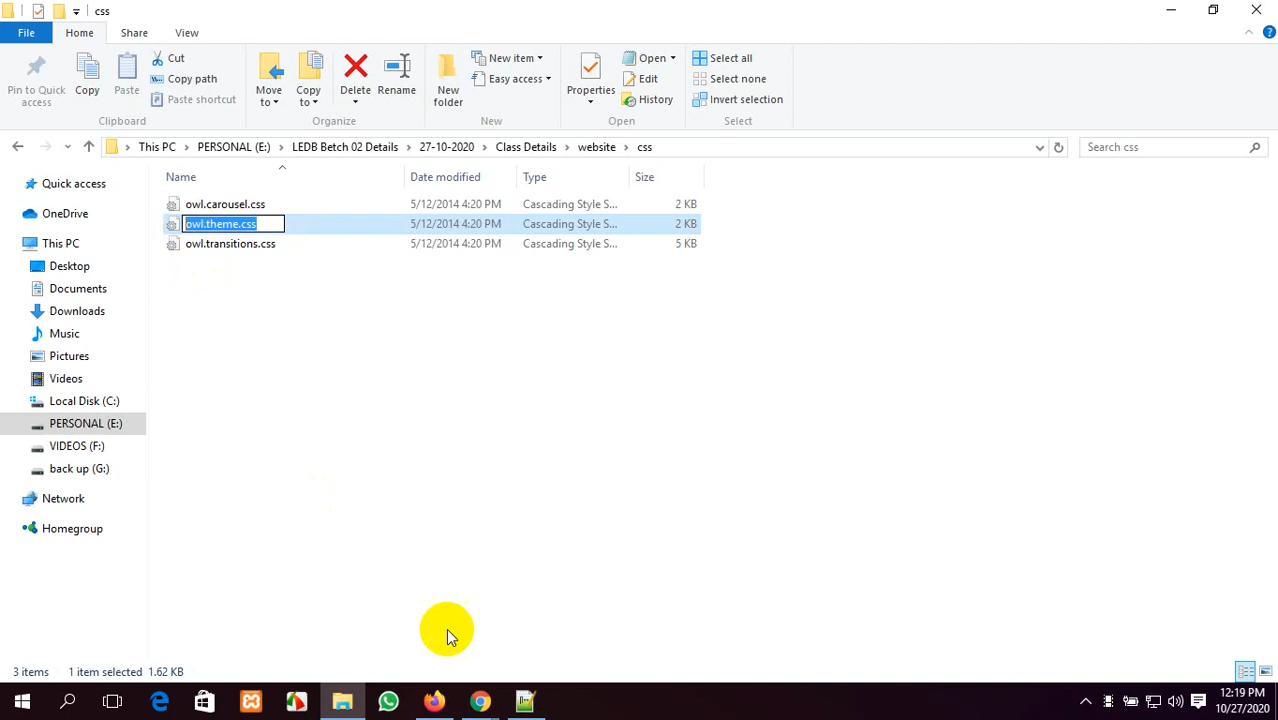 css
File Home Share View
Pin to Quick access
Copy
Paste
Cut
Copy path
Paste shortcut
Clipboard
Move to
Copy to
Delete
Rename
Organize
New folder
New item
Easy access
New
Properties
Open
Edit
History
Open
Select all
Select none
Invert selection
Select
This PC > PERSONAL (E:) > LEDB Betch 02 Details > 27-10-2020 > Class Details > website > css
Search css
Name Date modified Type Size
owl.carousel.css 5/12/2014 4:20 PM Cascading Style S... 2 KB
owl.theme.css 5/12/2014 4:20 PM Cascading Style S... 2 KB
owl.transitions.css 5/12/2014 4:20 PM Cascading Style S... 5 KB
Quick access
OneDrive
This PC
Desktop
Documents
Downloads
Music
Pictures
Videos
Local Disk (C:)
PERSONAL (E:)
VIDEOS (F:)
back up (G:)
Network
Homegroup
3 items 1 item selected 1.62 KB
12:19 PM
10/27/2020